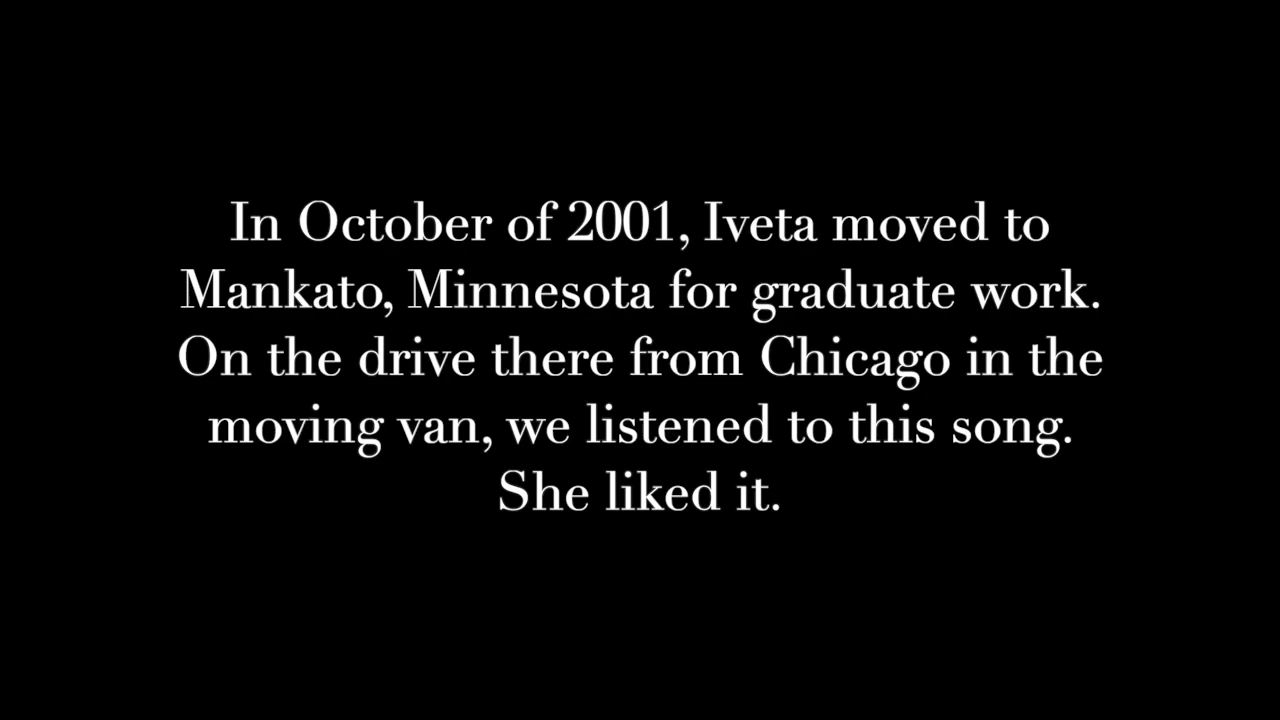 In October of 2001, Iveta moved to
Mankato, Minnesota for graduate work.
On the drive there from Chicago in the
moving van, we listened to this song.
She liked it.